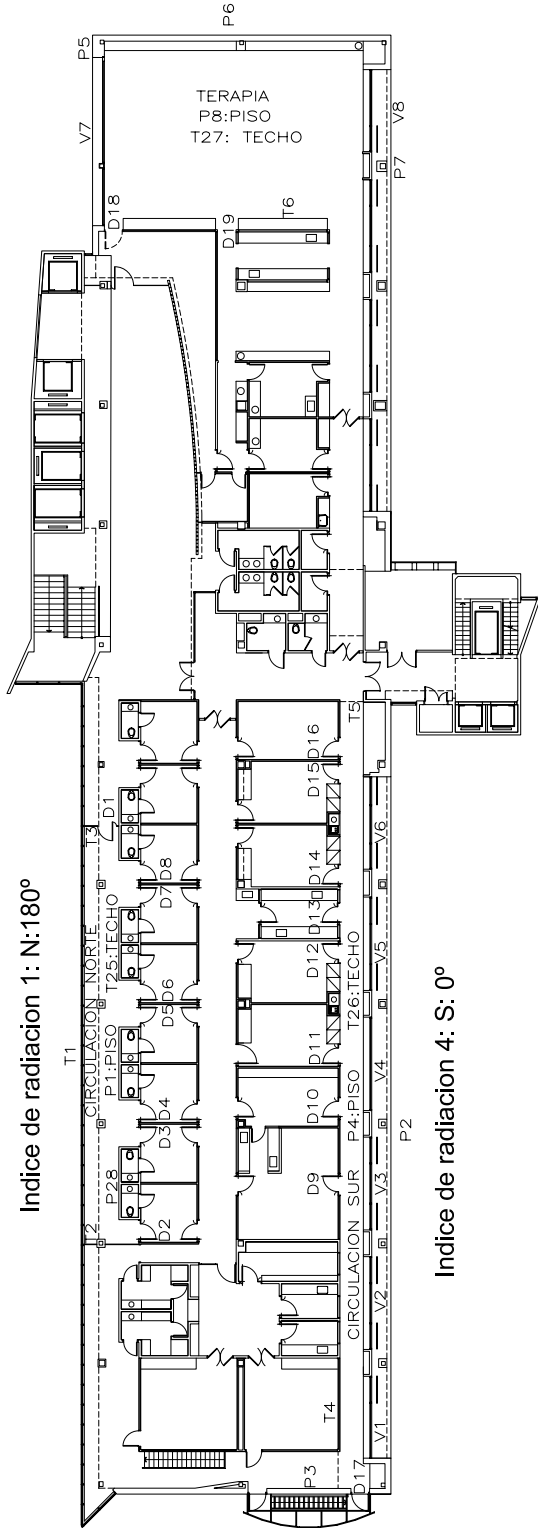 P6
P5
V7
TERAPIA
P8:PISO
T27: TECHO
V8
P7
D18
D19
T6
Indice de radiacion 1: N:180º
T1
CIRCULACION NORTE
P1:PISO
T25:TECHO
T2
T3
P28
D1
D2
D3
D4
D5
D6
D7
D8
D9
D10
D11
D12
D13
D14
D15
D16
T4
T5
CIRCULACION SUR
P4:PISO
T26:TECHO
P3
D17
V1
V2
V3
V4
V5
V6
P2
Indice de radiacion 4: S: 0º